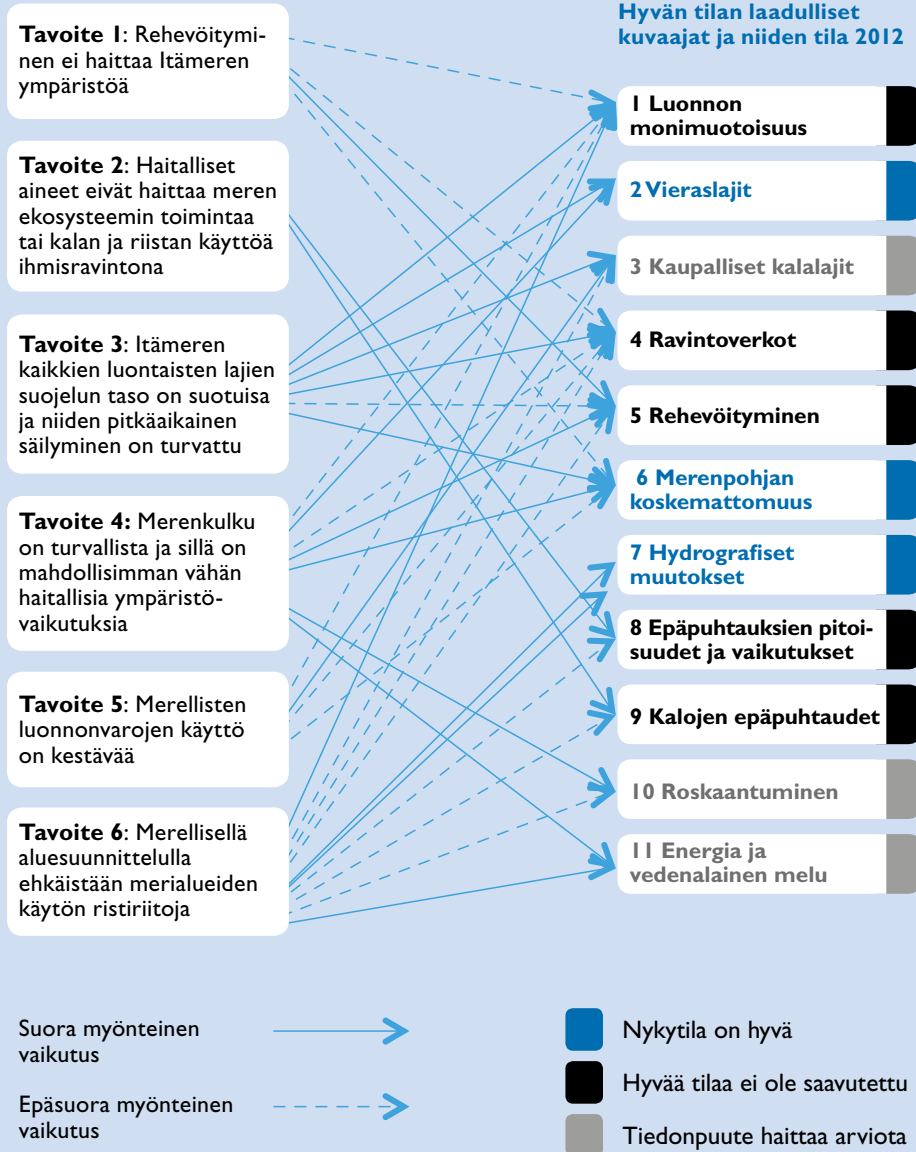 Tavoite 1: Rehevöitymi-
nen ei haittaa Itämeren
ympäristöä
Tavoite 2: Haitalliset
aineet eivät haittaa meren
ekosysteemin toimintaa
tai kalan ja riistan käyttöä
ihmisravintona
Tavoite 3: Itämeren
kaikkien luontaisten lajien
suojelun taso on suotuisa
ja niiden pitkäaikainen
säilyminen on turvattu
Tavoite 4: Merenkulku
on turvallista ja sillä on
mahdollisimman vähän
haitallisia ympäristö-
vaikutuksia
Tavoite 5: Merellisten
luonnonvarojen käyttö
on kestävää
Tavoite 6: Merellisellä
aluesuunnittelulla
ehkäistään merialueiden
käytön ristiriitoja
Hyvän tilan laadulliset
kuvaajat ja niiden tila 2012
1 Luonnon
monimuotoisuus
2 Vieraslajit
3 Kaupalliset kalalajit
4 Ravintoverkot
5 Rehevöityminen
6 Merenpohjan
koskemattomuus
7 Hydrografiset
muutokset
8 Epäpuhtauksien pitoi-
suudet ja vaikutukset
9 Kalojen epäpuhtaudet
10 Roskaantuminen
11 Energia ja
vedenalainen melu
Suora myönteinen
vaikutus
Epäsuora myönteinen
vaikutus
Nykytila on hyvä
Hyvää tilaa ei ole saavutettu
Tiedonpuute haittaa arviota